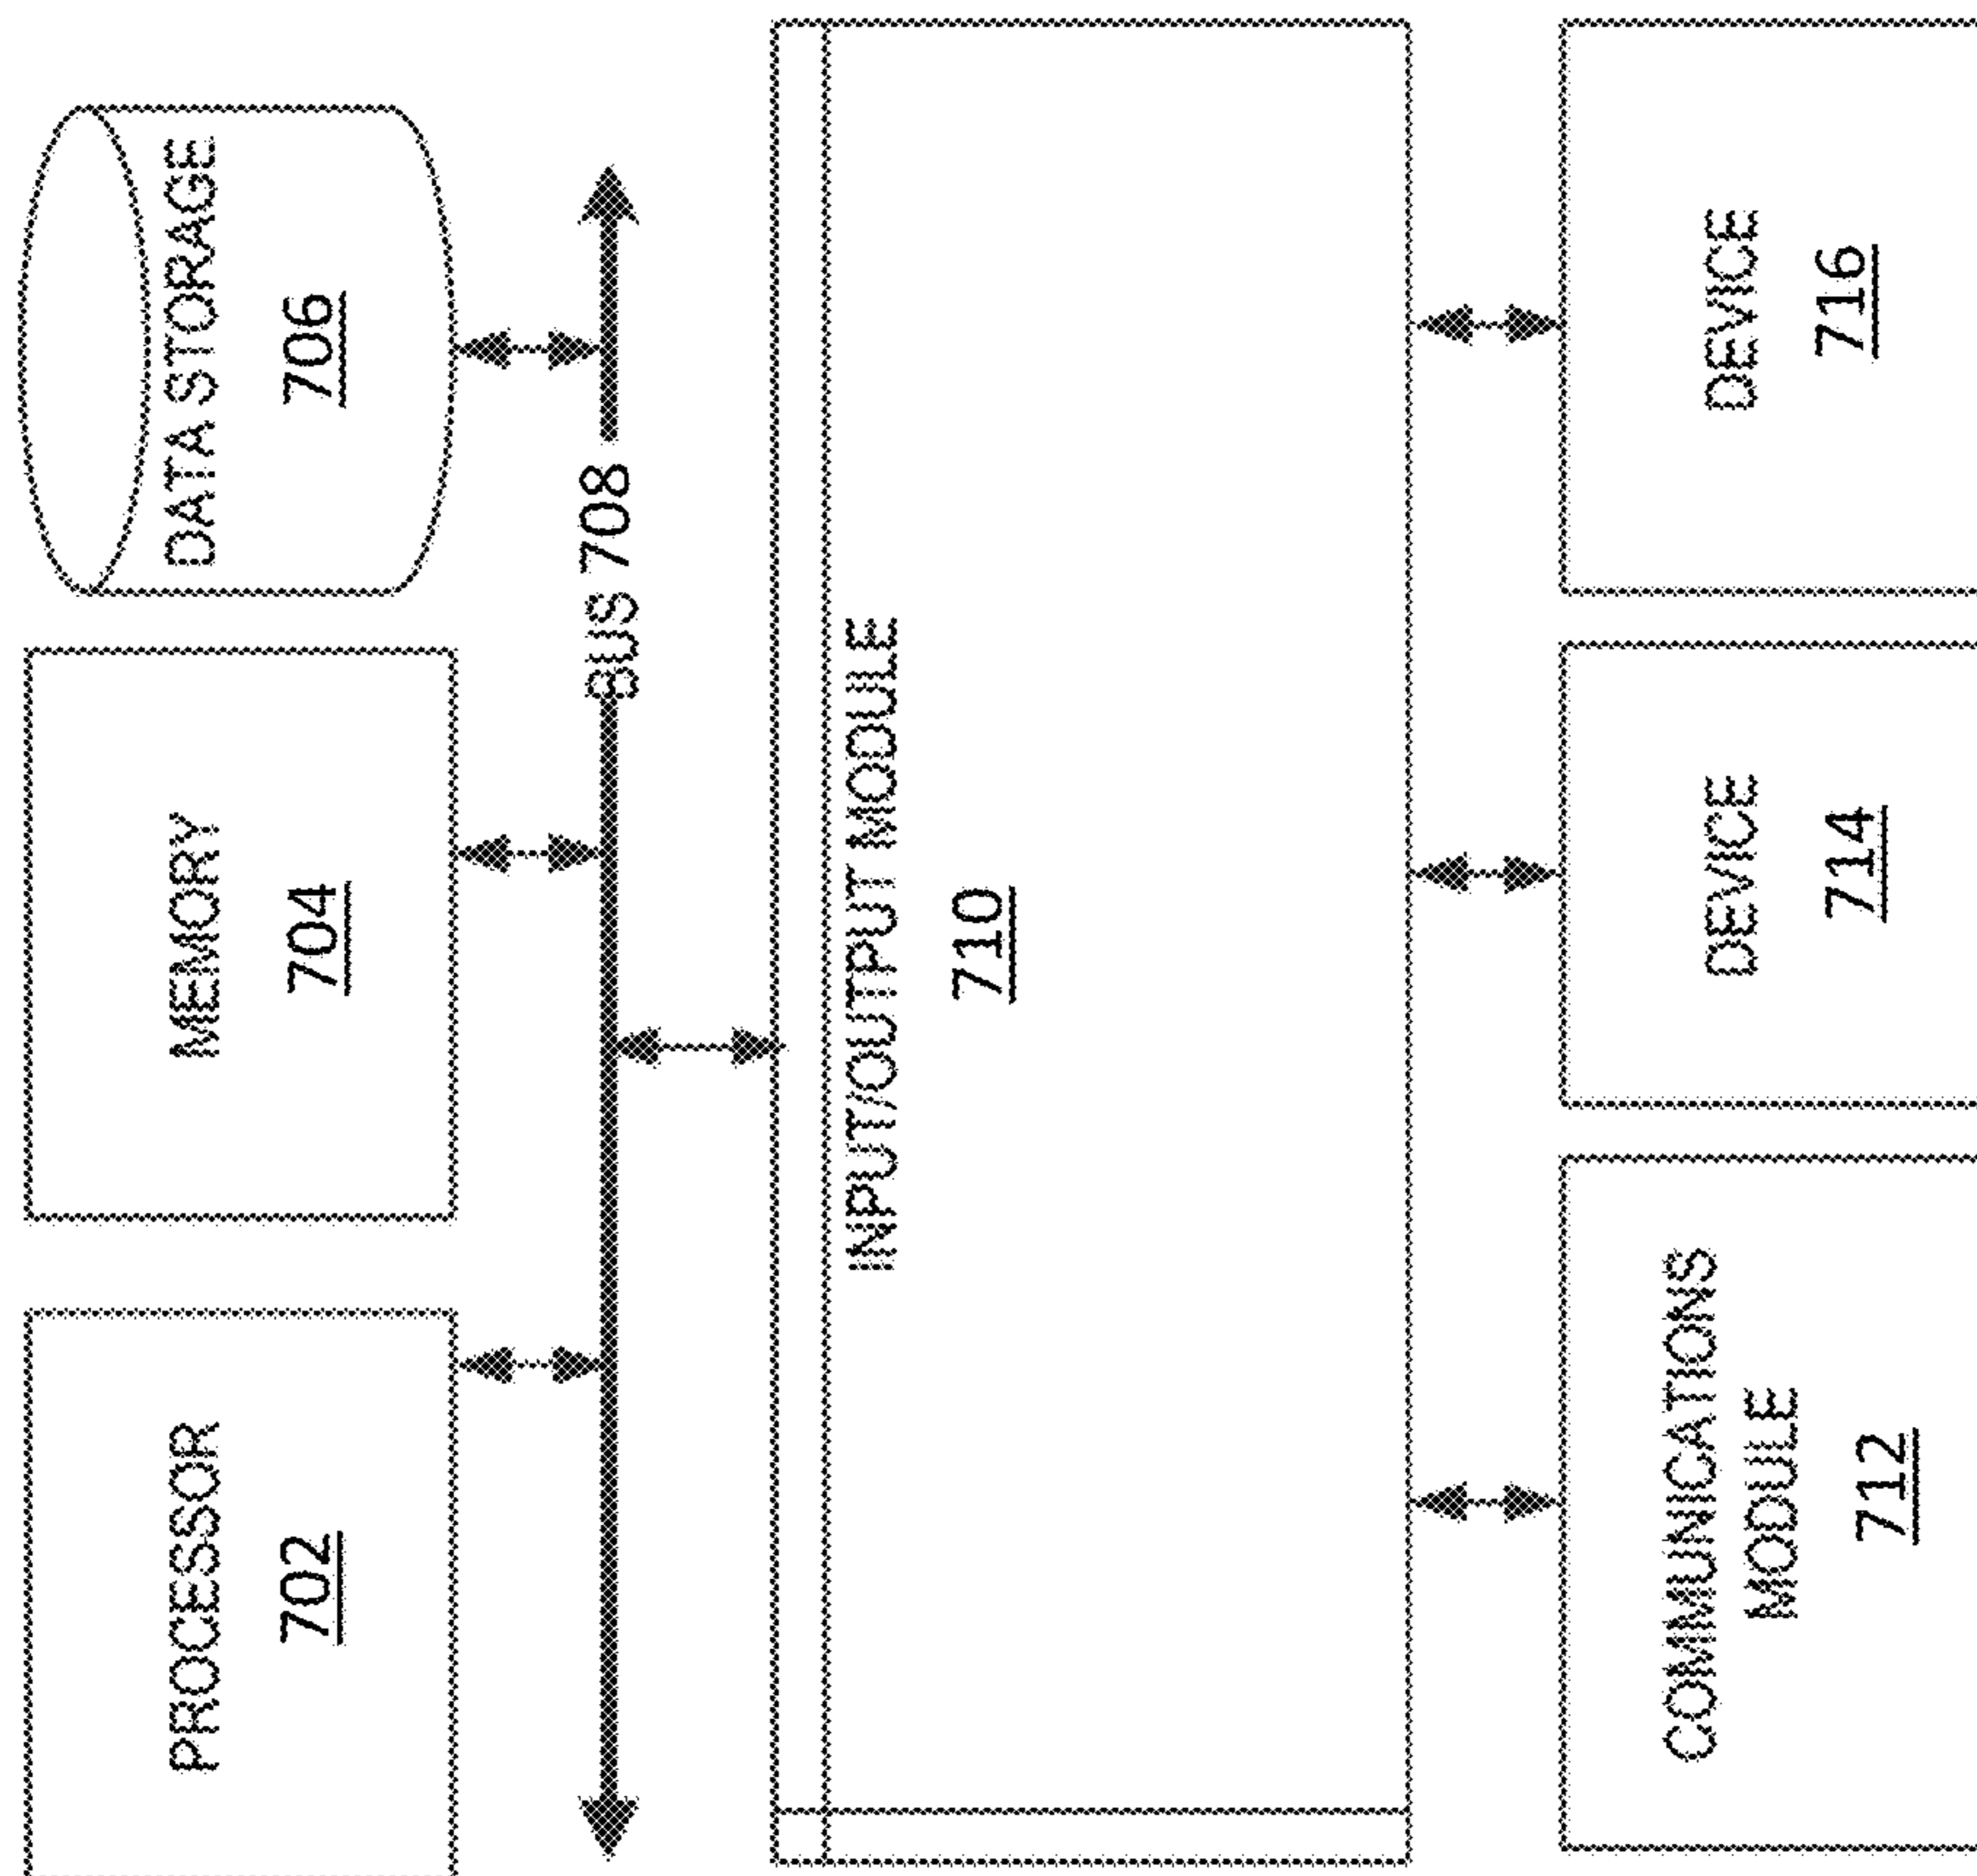 PROCESSOR
702
MEMORY
704
DATA STORAGE
706
BUS 708
INPUT/OUTPUT MODULE
710
COMMUNICATIONS
MODULE
712
DEVICE
714
DEVICE
716